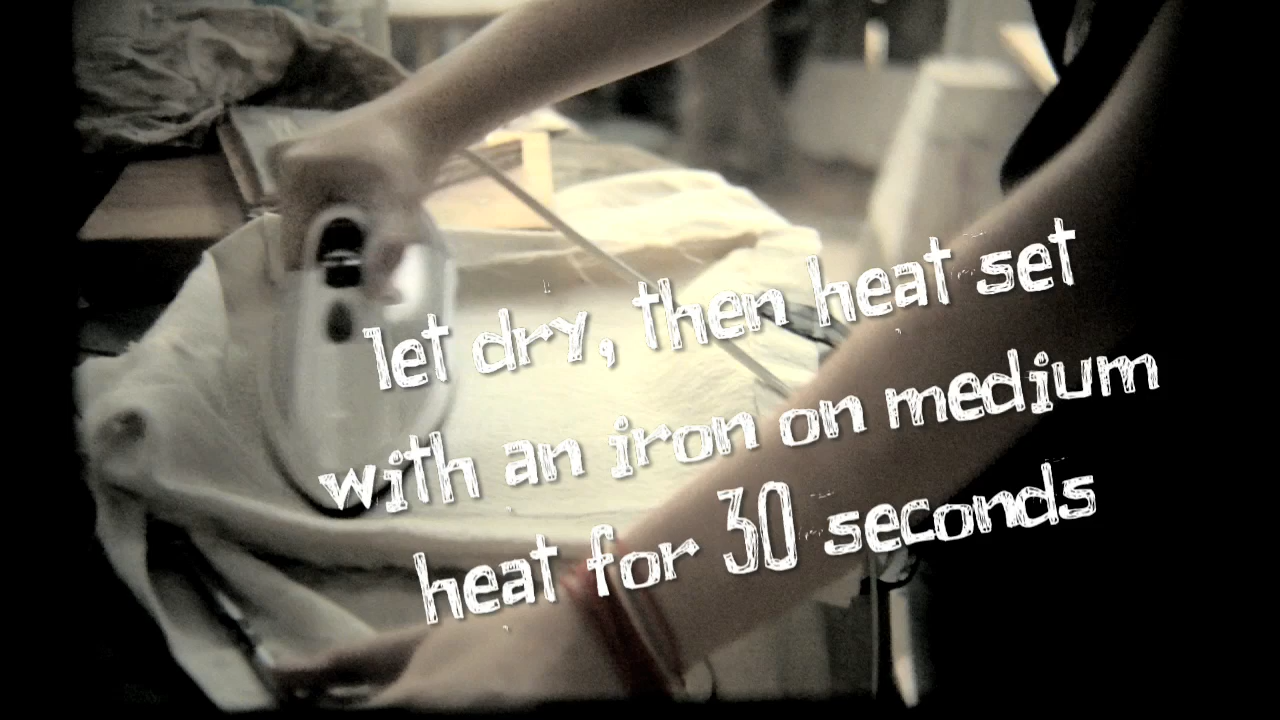 let dry, then heat set
with an iron on medium
heat for 30 seconds